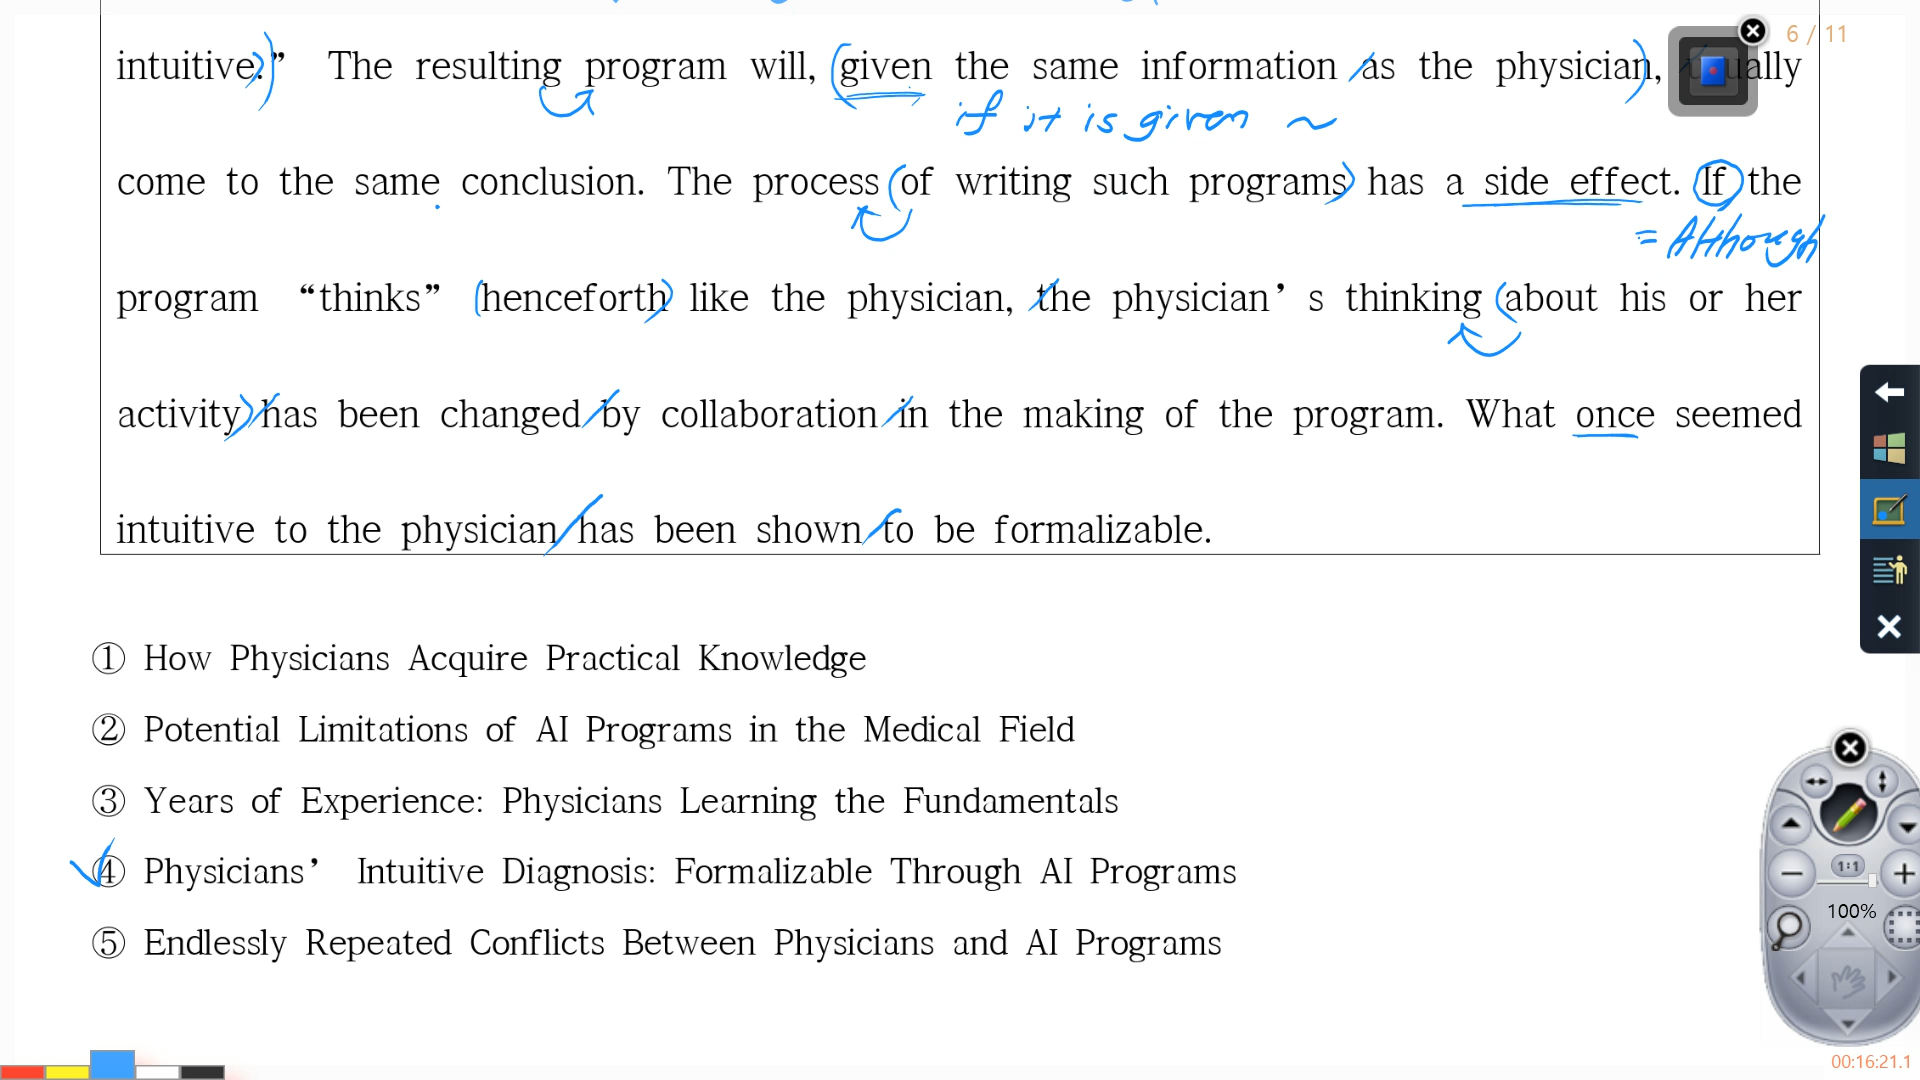 6 / 11
intuitive.” The resulting program will, given the same information as the physician,
if it is given ~
come to the same conclusion. The process of writing such programs has a side effect. If the
= Although
program “thinks” henceforth like the physician, the physician’s thinking about his or her
activity has been changed by collaboration in the making of the program. What once seemed
intuitive to the physician has been shown to be formalizable.
① How Physicians Acquire Practical Knowledge
② Potential Limitations of AI Programs in the Medical Field
③ Years of Experience: Physicians Learning the Fundamentals
④ Physicians’ Intuitive Diagnosis: Formalizable Through AI Programs
⑤ Endlessly Repeated Conflicts Between Physicians and AI Programs
1:1
100%
00:16:21.1